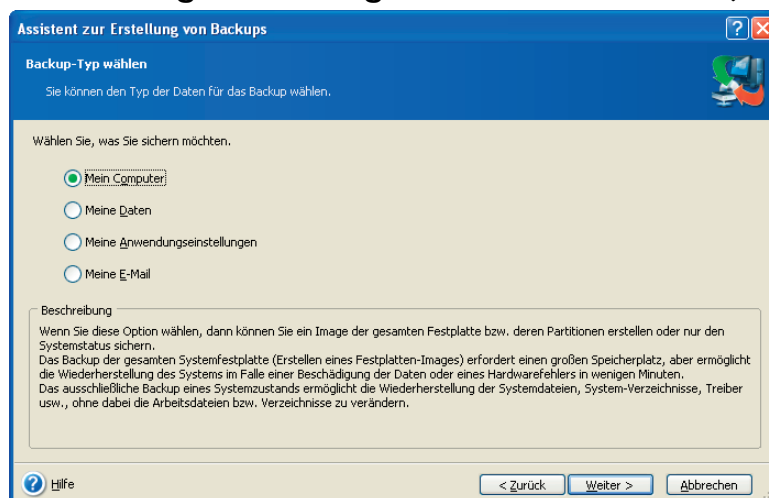 Assistent zur Erstellung von Backups
Backup-Typ wählen
Sie können den Typ der Daten für das Backup wählen.
Wählen Sie, was Sie sichern möchten.
Mein Computer
Meine Daten
Meine Anwendungseinstellungen
Meine E-Mail
Beschreibung
Wenn Sie diese Option wählen, dann können Sie ein Image der gesamten Festplatte bzw. deren Partitionen erstellen oder nur den
Systemstatus sichern.
Das Backup der gesamten Systemfestplatte (Erstellen eines Festplatten-Images) erfordert einen großen Speicherplatz, aber ermöglicht
die Wiederherstellung des Systems im Falle einer Beschädigung der Daten oder eines Hardwarefehlers in wenigen Minuten.
Das ausschließliche Backup eines Systemzustands ermöglicht die Wiederherstellung der Systemdateien, System-Verzeichnisse, Treiber
usw., ohne dabei die Arbeitsdateien bzw. Verzeichnisse zu verändern.
Hilfe
< Zurück Weiter > Abbrechen